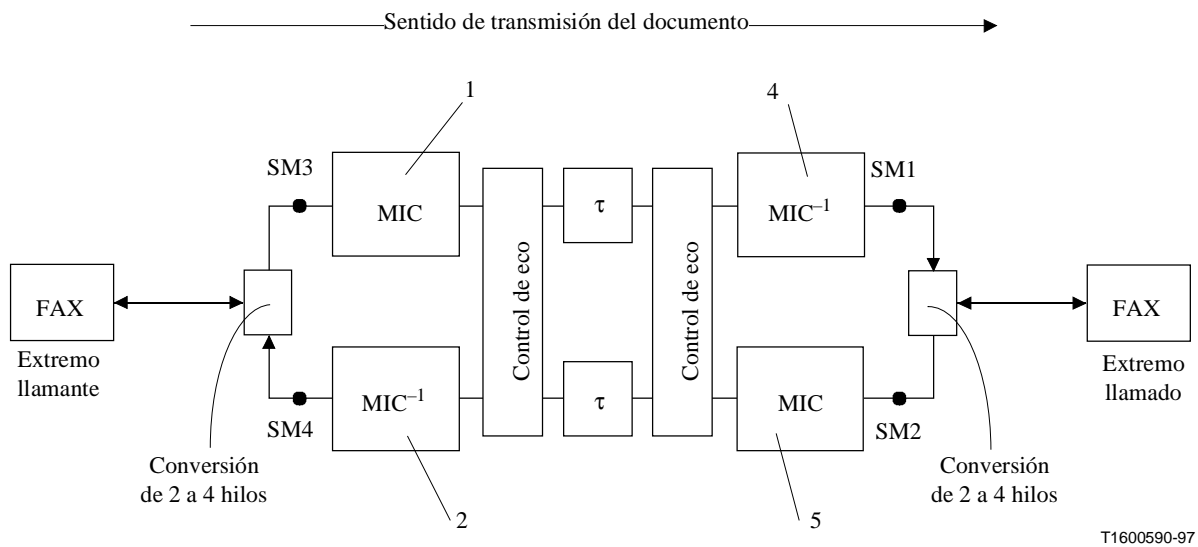 Sentido de transmisión del documento
1
4
SM3
SM1
MIC
Control de eco
τ
Control de eco
MIC⁻¹
FAX
FAX
Extremo
llamante
Extremo
llamado
MIC⁻¹
τ
MIC
SM4
SM2
Conversión
de 2 a 4 hilos
Conversión
de 2 a 4 hilos
2
5
T1600590-97